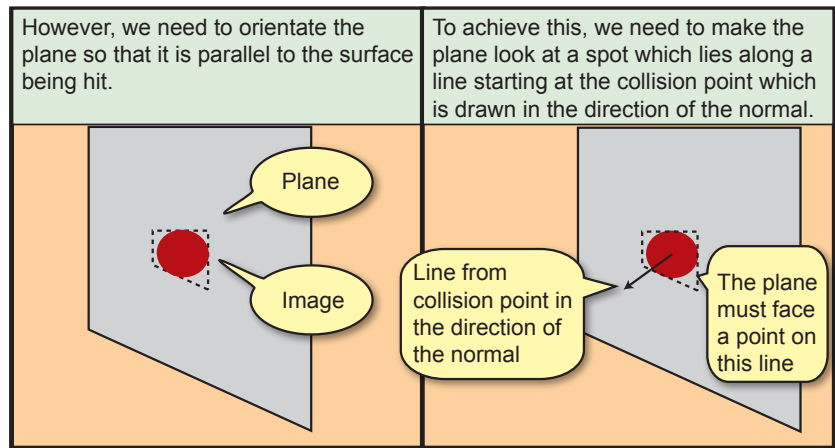 However, we need to orientate the
plane so that it is parallel to the surface
being hit.
Plane
Image
To achieve this, we need to make the
plane look at a spot which lies along a
line starting at the collision point which
is drawn in the direction of the normal.
Line from
collision point in
the direction of
the normal
The plane
must face
a point on
this line